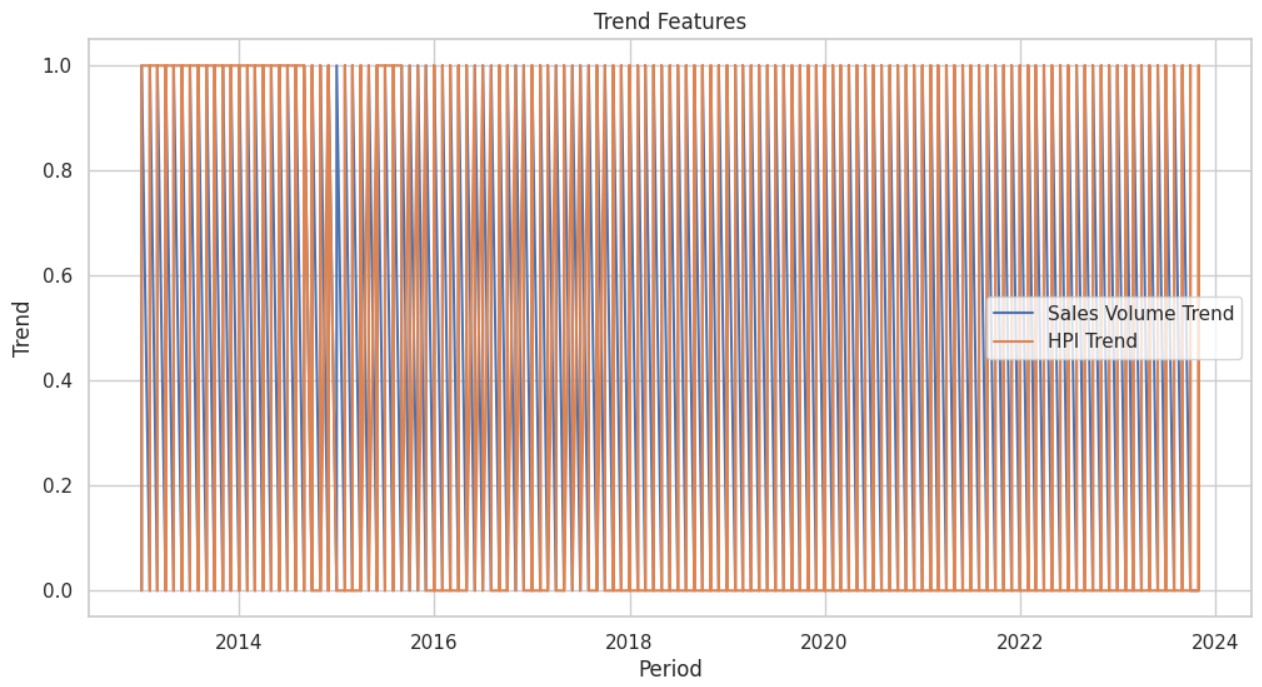 Trend Features
1.0
0.8
0.6
0.4
0.2
0.0
Trend
Sales Volume Trend
HPI Trend
2014 2016 2018 2020 2022 2024
Period